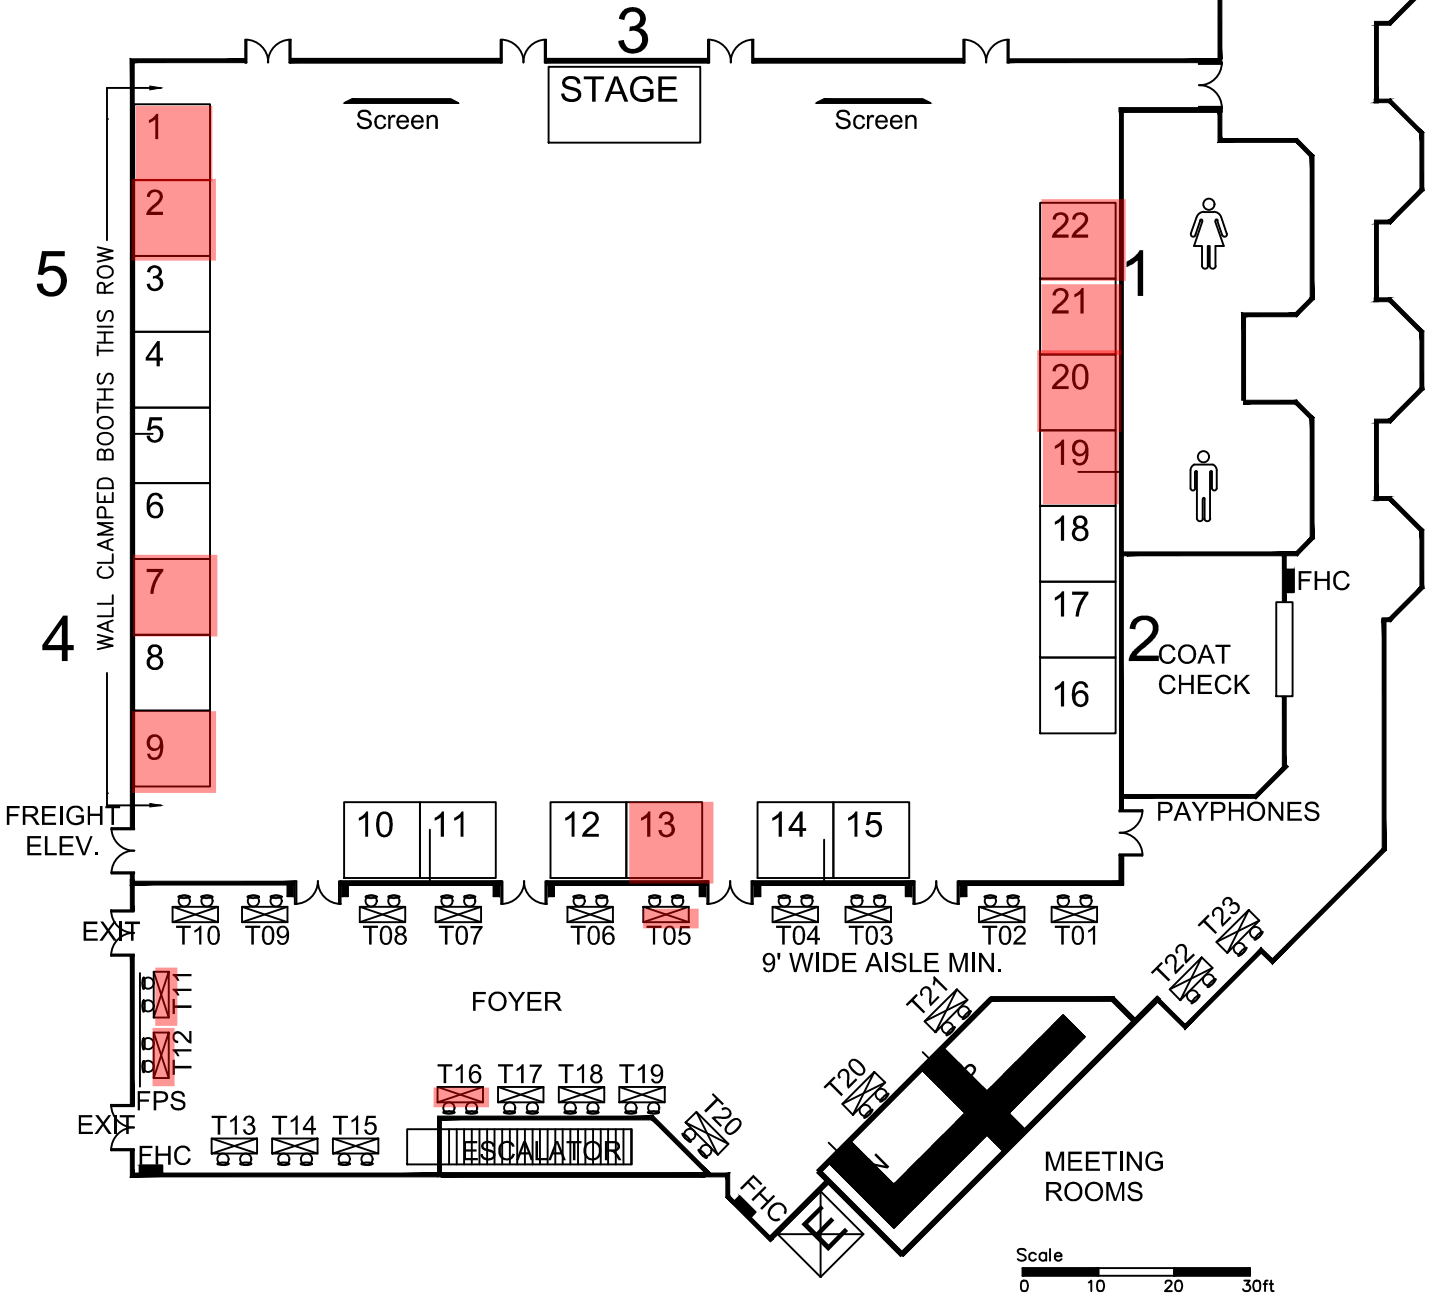 3
STAGE
Screen
Screen
1
2
3
4
5
6
7
8
9
5
4
WALL CLAMPED BOOTHS THIS ROW
22
21
20
19
18
17
16
1
2
FHC
COAT
CHECK
PAYPHONES
FREIGHT
ELEV.
10
11
12
13
14
15
EXIT
T10
T09
T08
T07
T06
T05
T04
T03
T02
T01
9' WIDE AISLE MIN.
T23
T22
T21
T20
T11
T12
FOYER
FPS
EXIT
FHC
T13
T14
T15
T16
T17
T18
T19
T20
ESCALATOR
FHC
E
MEETING
ROOMS
Scale
0 10 20 30ft